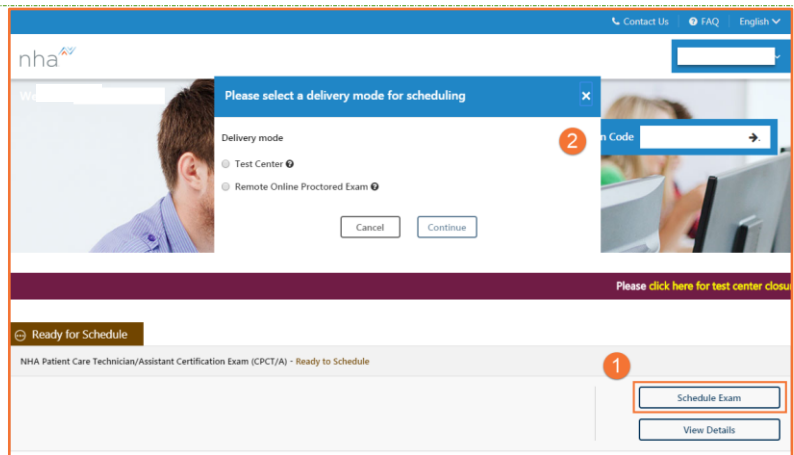 Contact Us FAQ English
nha
We
Please select a delivery mode for scheduling
Delivery mode
2
n Code
Test Center
Remote Online Proctored Exam
Cancel Continue
Please click here for test center closu
Ready for Schedule
NHA Patient Care Technician/Assistant Certification Exam (CPCT/A) - Ready to Schedule
1
Schedule Exam
View Details